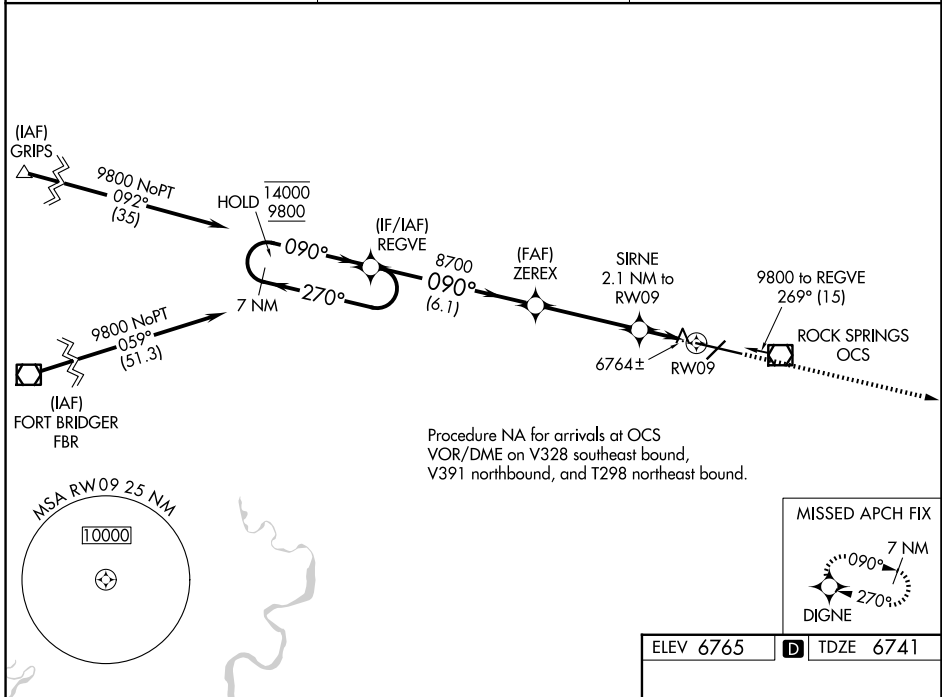 (IAF)
GRIPS
9800 NoPT
092°
(35)
HOLD
14000
9800
090°
270°
7 NM
(IF/IAF)
REGVE
8700
090°
(6.1)
(FAF)
ZEREX
SIRNE
2.1 NM to
RW09
9800 to REGVE
269° (15)
ROCK SPRINGS
OCS
6764±
RW09
9800 NoPT
059°
(51.3)
(IAF)
FORT BRIDGER
FBR
Procedure NA for arrivals at OCS
VOR/DME on V328 southeast bound,
V391 northbound, and T298 northeast bound.
MSA RW09 25 NM
10000
MISSED APCH FIX
7 NM
090°
270°
DIGNE
ELEV 6765 D TDZE 6741